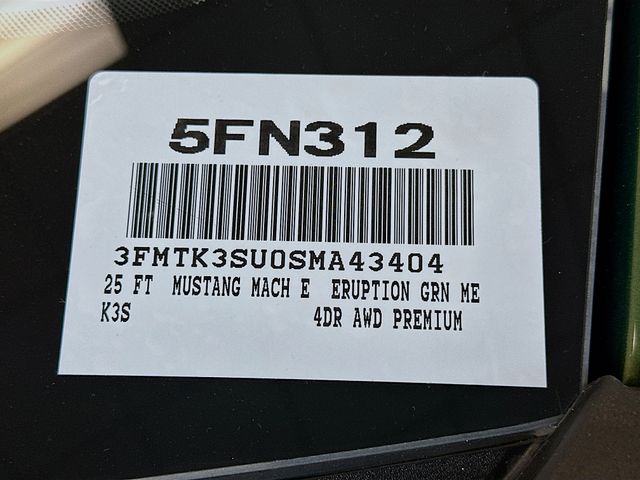 5FN312
3FMTK3SU0SMA43404
25 FT MUSTANG MACH E ERUPTION GRN ME
K3S 4DR AWD PREMIUM